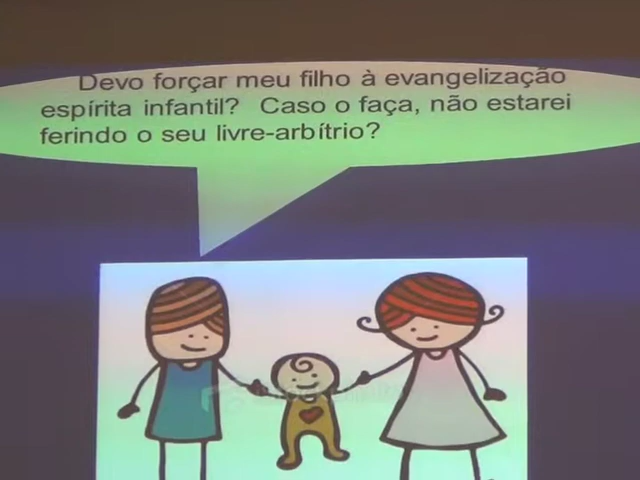 Devo forçar meu filho à evangelização
espírita infantil? Caso o faça, não estarei
ferindo o seu livre-arbítrio?